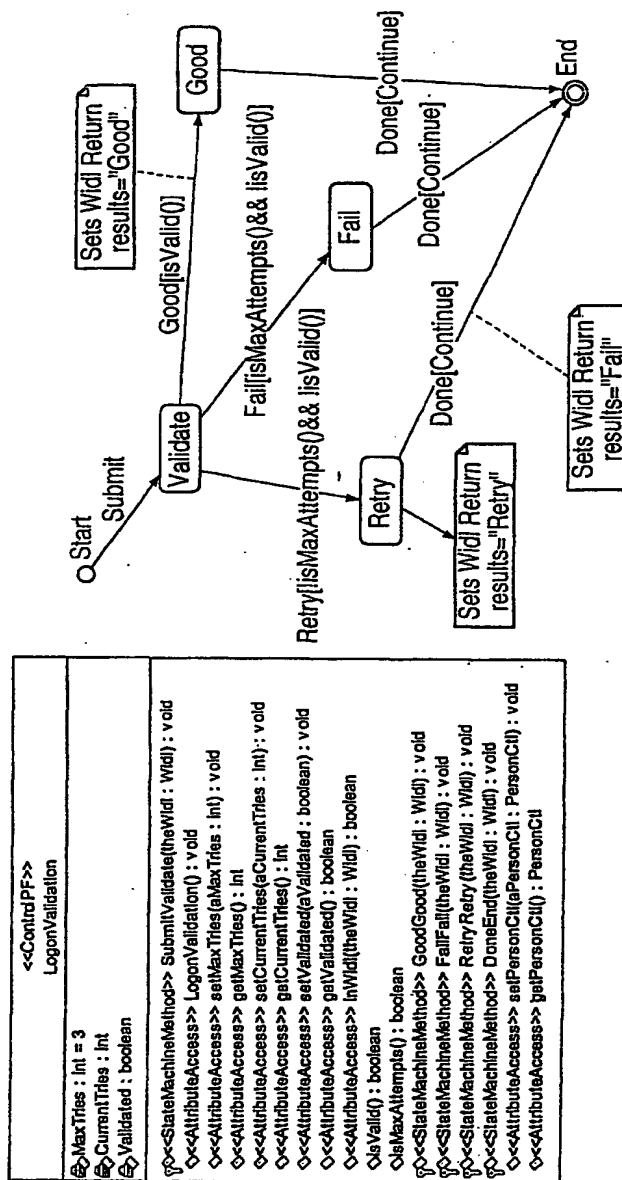 <<ContrdPF>>
LogonValidation
MaxTries : Int = 3
CurrentTries : Int
Validated : boolean
<<StateMachineMethod>> SubmitValidate(theWidl : Widl) : void
<<AttributeAccess>> LogonValidation() : void
<<AttributeAccess>> setMaxTries(aMaxTries : Int) : void
<<AttributeAccess>> getMaxTries() : Int
<<AttributeAccess>> setCurrentTries(aCurrentTries : Int) : void
<<AttributeAccess>> getCurrentTries() : Int
<<AttributeAccess>> setValidated(aValidated : boolean) : void
<<AttributeAccess>> getValidated() : boolean
<<AttributeAccess>> InWidl(theWidl : Widl) : boolean
isValid() : boolean
isMaxAttempts() : boolean
<<StateMachineMethod>> GoodGood(theWidl : Widl) : void
<<StateMachineMethod>> FailFail(theWidl : Widl) : void
<<StateMachineMethod>> RetryRetry(theWidl : Widl) : void
<<StateMachineMethod>> DoneEnd(theWidl : Widl) : void
<<AttributeAccess>> setPersonCtl(aPersonCtl : PersonCtl) : void
<<AttributeAccess>> getPersonCtl() : PersonCtl
Start
Submit
Validate
Sets Widl Return
results="Good"
Good[isValid()]
Good
Fail[isMaxAttempts()&& !isValid()]
Fail
Retry[!isMaxAttempts()&& !isValid()]
Retry
Done[Continue]
Done[Continue]
Done[Continue]
Sets Widl Return
results="Retry"
Sets Widl Return
results="Fail"
End